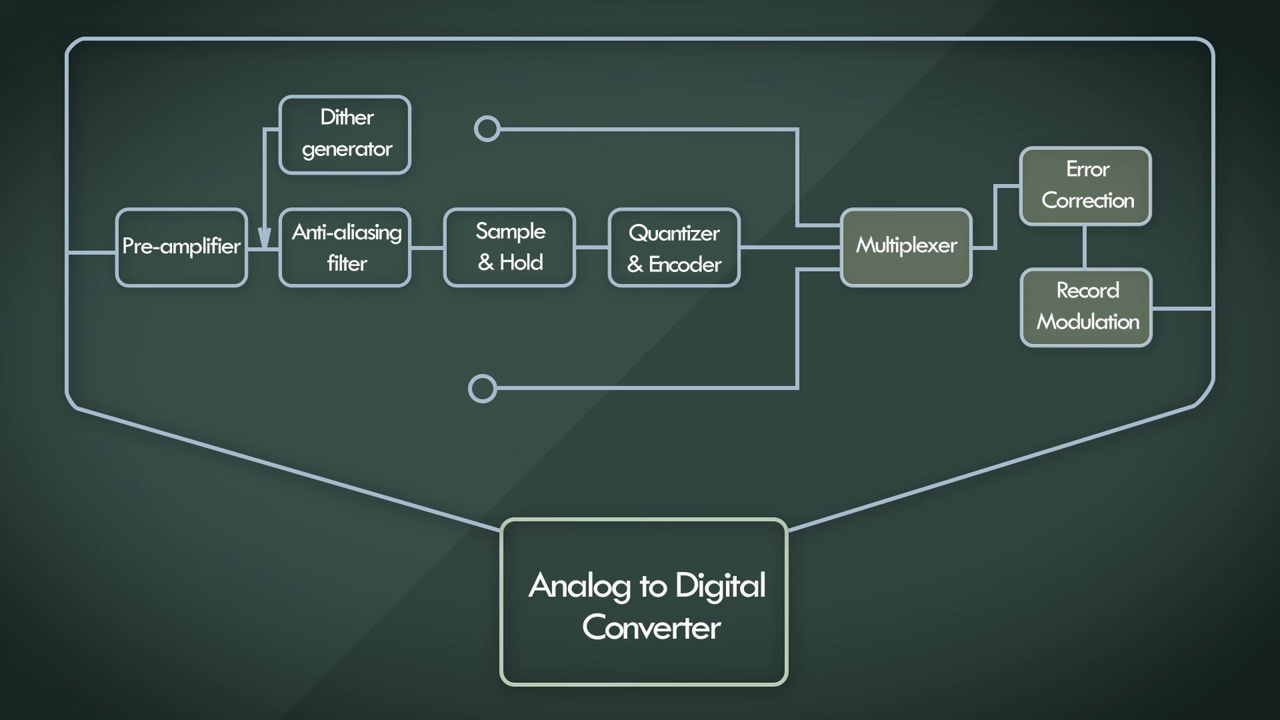 Dither
generator
Pre-amplifier
Anti-aliasing
filter
Sample
& Hold
Quantizer
& Encoder
Multiplexer
Error
Correction
Record
Modulation
Analog to Digital
Converter